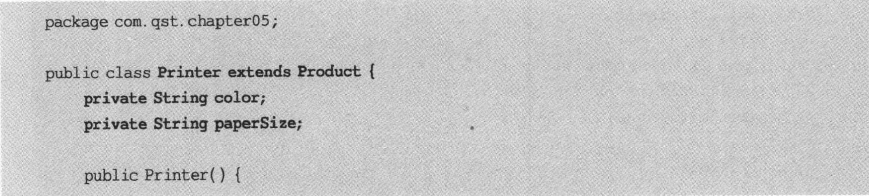 package com.qst.chapter05;
public class Printer extends Product {
private String color;
private String paperSize;
public Printer() {